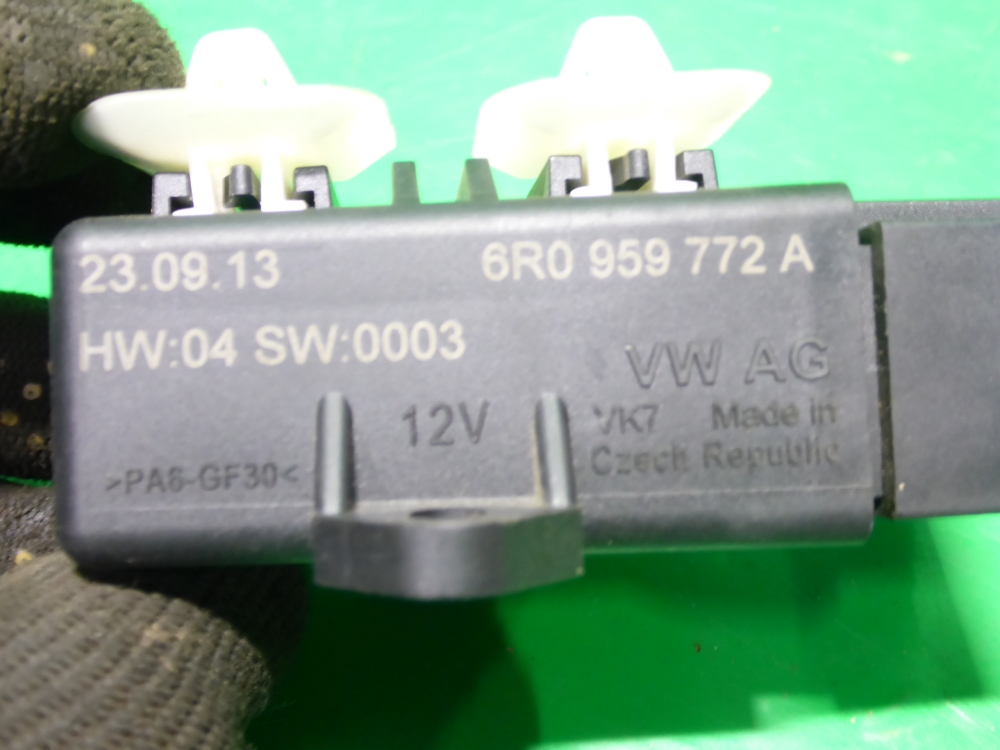 23.09.13 6R0 959 772 A
HW:04 SW:0003
VW AG
12V
VK7 Made in
Czech Republic
>PA6-GF30<